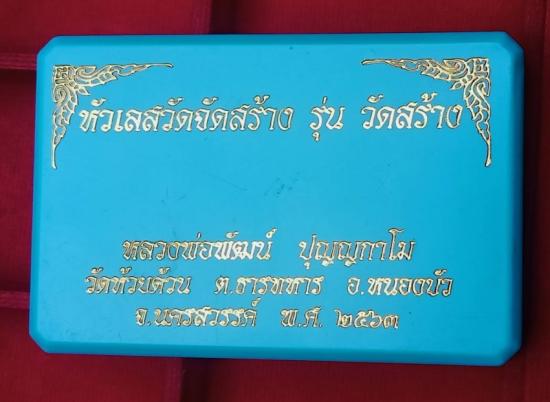 หัวเลสวัดจัดสร้าง รุ่น วัดสร้าง
หลวงพ่อพัฒน์ ปุญญกาโม
วัดห้วยด้วน ต.ธารทหาร อ.หนองบัว
จ.นครสวรรค์ พ.ศ. ๒๕๖๓